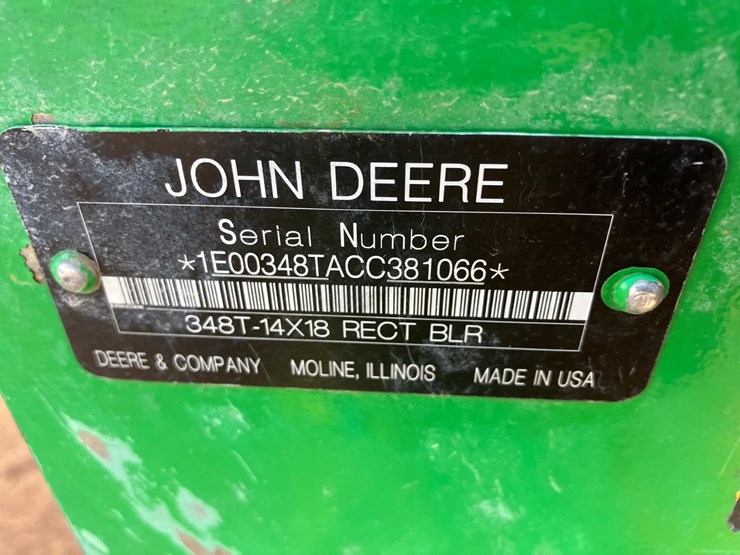 JOHN DEERE
Serial Number
*1E00348TACC381066*
348T-14X18 RECT BLR
DEERE & COMPANY MOLINE, ILLINOIS MADE IN USA